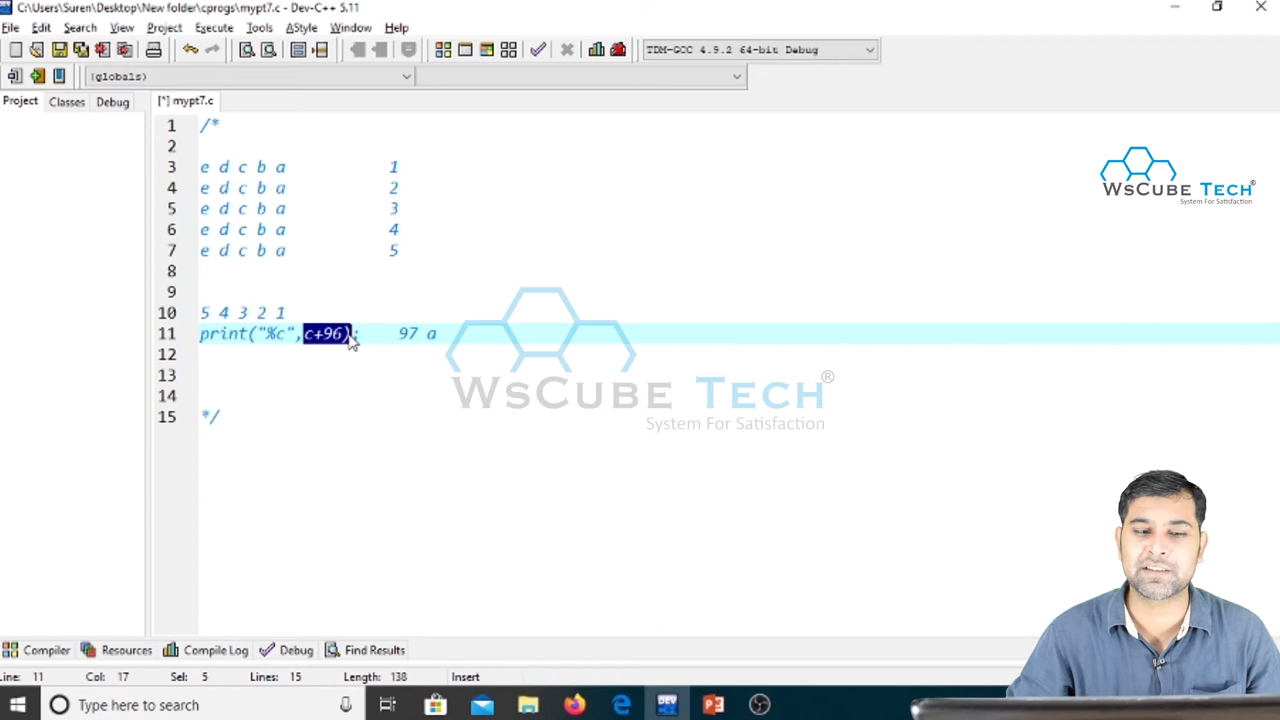 C:\Users\Suren\Desktop\New folder\cprogs\mypt7.c - Dev-C++ 5.11
File Edit Search View Project Execute Tools AStyle Window Help
TDM-GCC 4.9.2 64-bit Debug
(globals)
Project Classes Debug [*] mypt7.c
1 /*
2
3 e d c b a 1
4 e d c b a 2
5 e d c b a 3
6 e d c b a 4
7 e d c b a 5
8
9
10 5 4 3 2 1
11 print("%c",c+96); 97 a
12
13
14
15 */
WsCube Tech®
System For Satisfaction
WsCube Tech®
System For Satisfaction
Compiler Resources Compile Log Debug Find Results
Line: 11 Col: 17 Sel: 5 Lines: 15 Length: 138 Insert
Type here to search
DEV